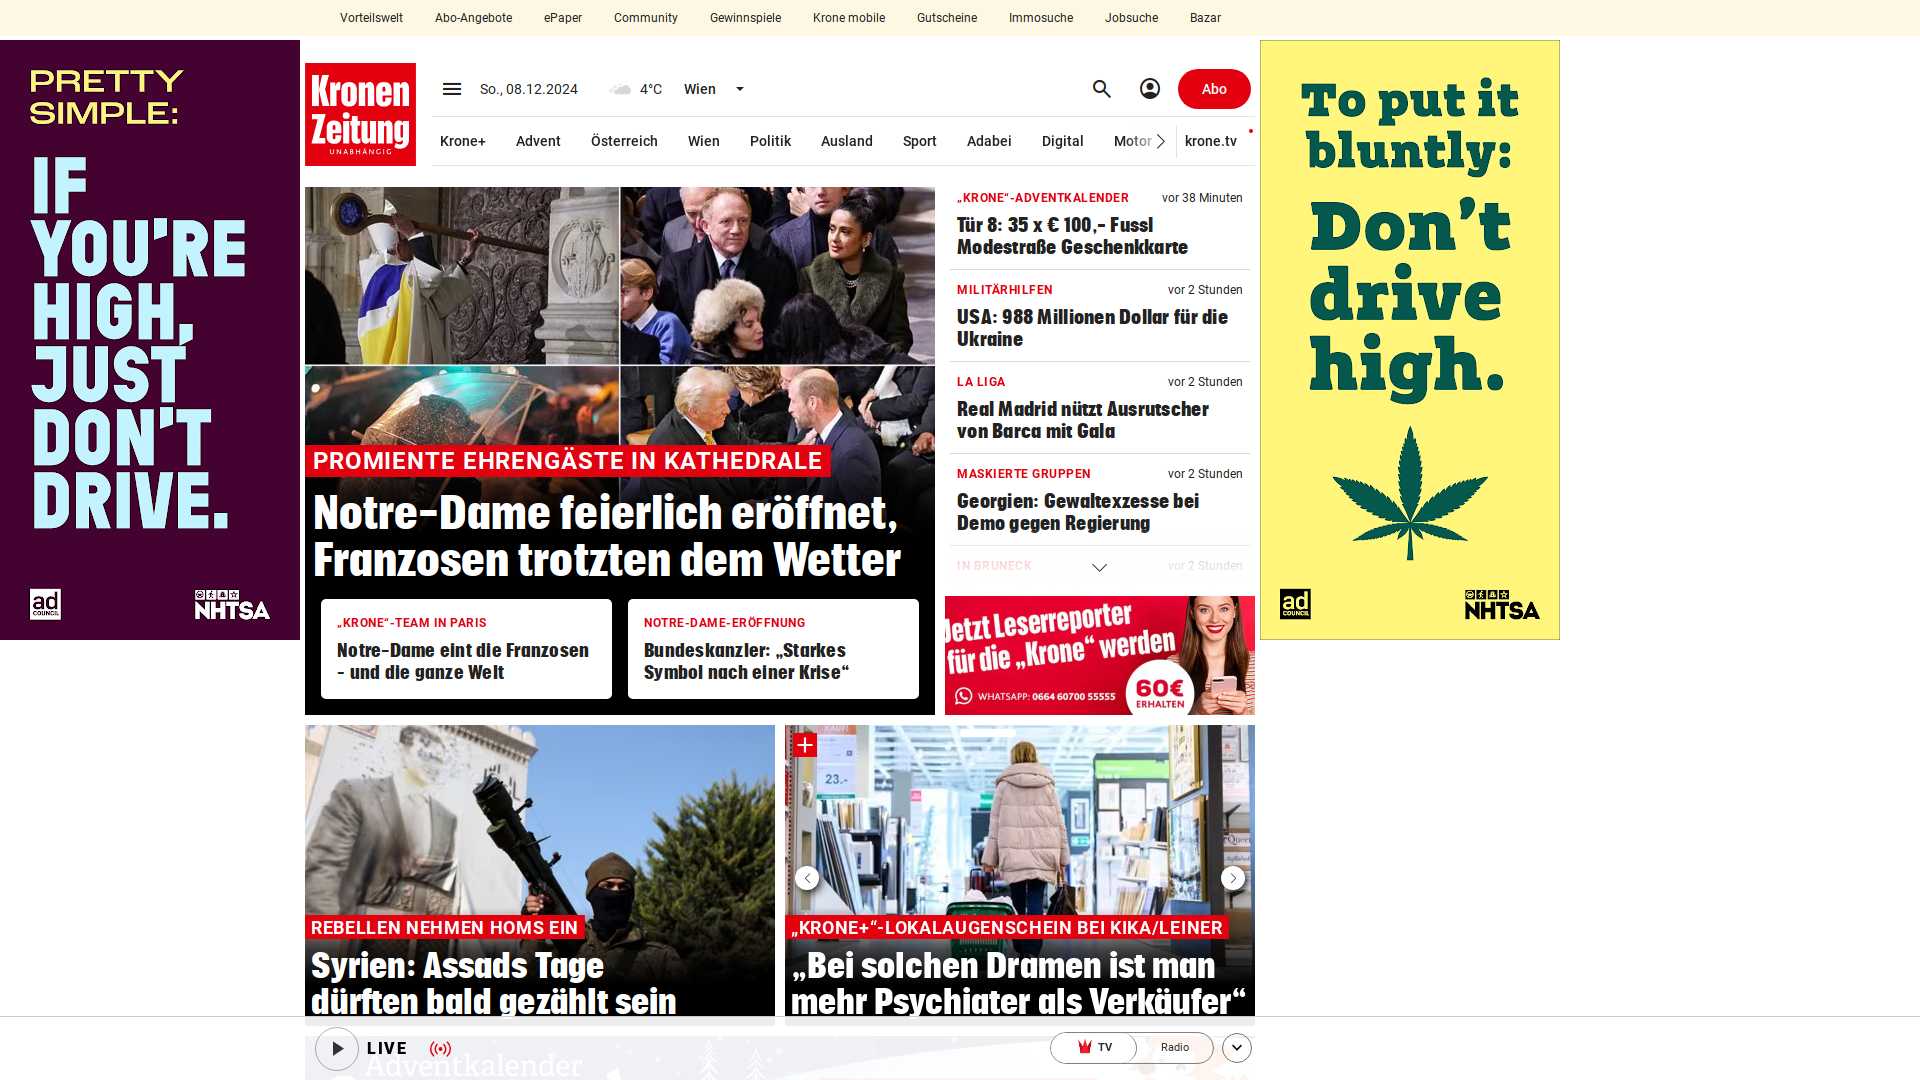 Vorteilswelt
Abo-Angebote
ePaper
Community
Gewinnspiele
Krone mobile
Gutscheine
Immosuche
Jobsuche
Bazar
PRETTY
SIMPLE:
IF
YOU'RE
HIGH,
JUST
DON'T
DRIVE.
ad
COUNCIL
NHTSA
Kronen
Zeitung
UNABHÄNGIG
So., 08.12.2024
4°C
Wien
Abo
Krone+
Advent
Österreich
Wien
Politik
Ausland
Sport
Adabei
Digital
Motor
krone.tv
PROMIENTE EHRENGÄSTE IN KATHEDRALE
Notre-Dame feierlich eröffnet,
Franzosen trotzten dem Wetter
„KRONE“-TEAM IN PARIS
Notre-Dame eint die Franzosen
- und die ganze Welt
NOTRE-DAME-ERÖFFNUNG
Bundeskanzler: „Starkes
Symbol nach einer Krise“
„KRONE“-ADVENTKALENDER
vor 38 Minuten
Tür 8: 35 x € 100,- Fussl
Modestraße Geschenkkarte
MILITÄRHILFEN
vor 2 Stunden
USA: 988 Millionen Dollar für die
Ukraine
LA LIGA
vor 2 Stunden
Real Madrid nützt Ausrutscher
von Barca mit Gala
MASKIERTE GRUPPEN
vor 2 Stunden
Georgien: Gewaltexzesse bei
Demo gegen Regierung
IN BRUNECK
vor 2 Stunden
Jetzt Leserreporter
für die „Krone“ werden
WHATSAPP: 0664 60700 55555
60€
ERHALTEN
To put it
bluntly:
Don't
drive
high.
ad
COUNCIL
NHTSA
REBELLEN NEHMEN HOMS EIN
Syrien: Assads Tage
dürften bald gezählt sein
23.-
„KRONE+“-LOKALAUGENSCHEIN BEI KIKA/LEINER
„Bei solchen Dramen ist man
mehr Psychiater als Verkäufer“
LIVE
TV
Radio
Adventkalender